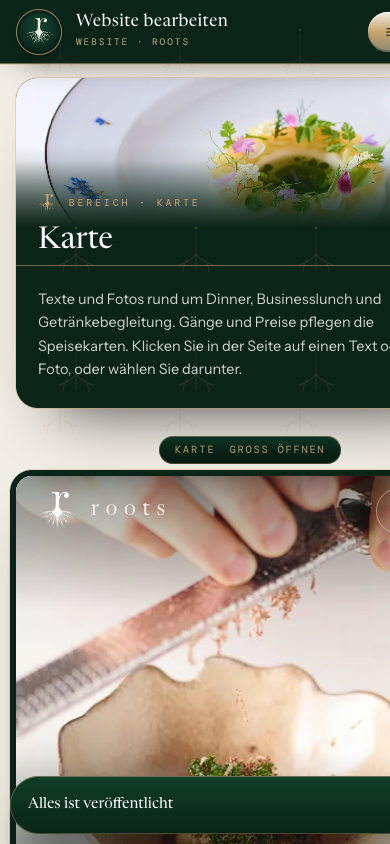 r
Website bearbeiten
WEBSITE · ROOTS
BEREICH · KARTE
Karte
Texte und Fotos rund um Dinner, Businesslunch und
Getränkebegleitung. Gänge und Preise pflegen die
Speisekarten. Klicken Sie in der Seite auf einen Text
Foto, oder wählen Sie darunter.
KARTE GROSS ÖFFNEN
r roots
Alles ist veröffentlicht